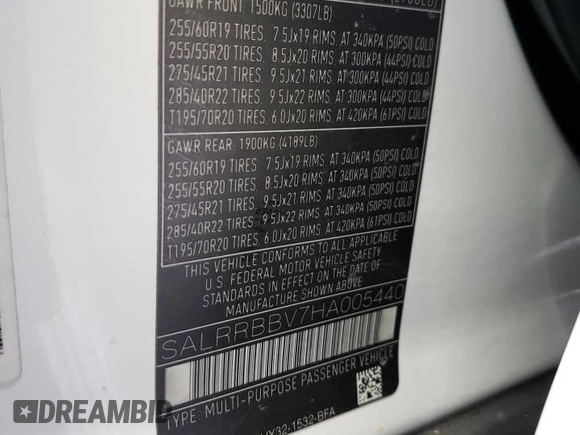 GAWR FRONT 1500KG (3307LB)
255/60R19 TIRES 7.5Jx19 RIMS. AT 340KPA (50PSI) COLD
255/55R20 TIRES 8.5Jx20 RIMS. AT 300KPA (44PSI) COLD
275/45R21 TIRES 9.5Jx21 RIMS. AT 300KPA (44PSI) COLD
285/40R22 TIRES 9.5Jx22 RIMS. AT 300KPA (44PSI) COLD
T195/70R20 TIRES 6.0Jx20 RIMS. AT 420KPA (61PSI) COLD
GAWR REAR: 1900KG (4189LB)
255/60R19 TIRES 7.5Jx19 RIMS. AT 340KPA (50PSI) COLD
255/55R20 TIRES 8.5Jx20 RIMS. AT 340KPA (50PSI) COLD
275/45R21 TIRES 9.5Jx21 RIMS. AT 340KPA (50PSI) COLD
285/40R22 TIRES 9.5Jx22 RIMS. AT 340KPA (50PSI) COLD
T195/70R20 TIRES 6.0Jx20 RIMS. AT 420KPA (61PSI) COLD
THIS VEHICLE CONFORMS TO ALL APPLICABLE
U.S. FEDERAL MOTOR VEHICLE SAFETY
STANDARDS IN EFFECT ON THE DATE OF
MANUFACTURE SHOWN ABOVE
SALRRBBV7HA005440
TYPE: MULTI-PURPOSE PASSENGER VEHICLE
32-1532-BFA
DREAMBID
DREAMBID